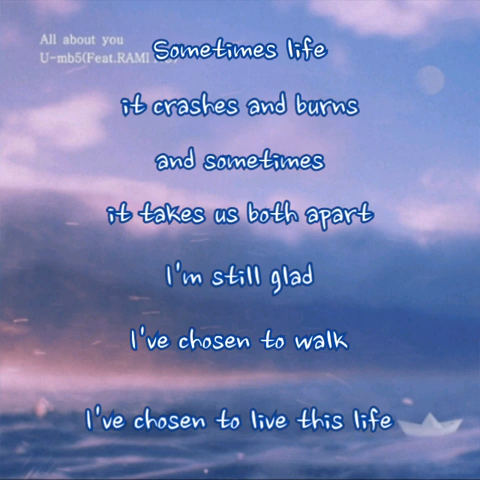 All about you
U-mb5(Feat.RAMI
Sometimes life
it crashes and burns
and sometimes
it takes us both apart
I'm still glad
I've chosen to walk
I've chosen to live this life